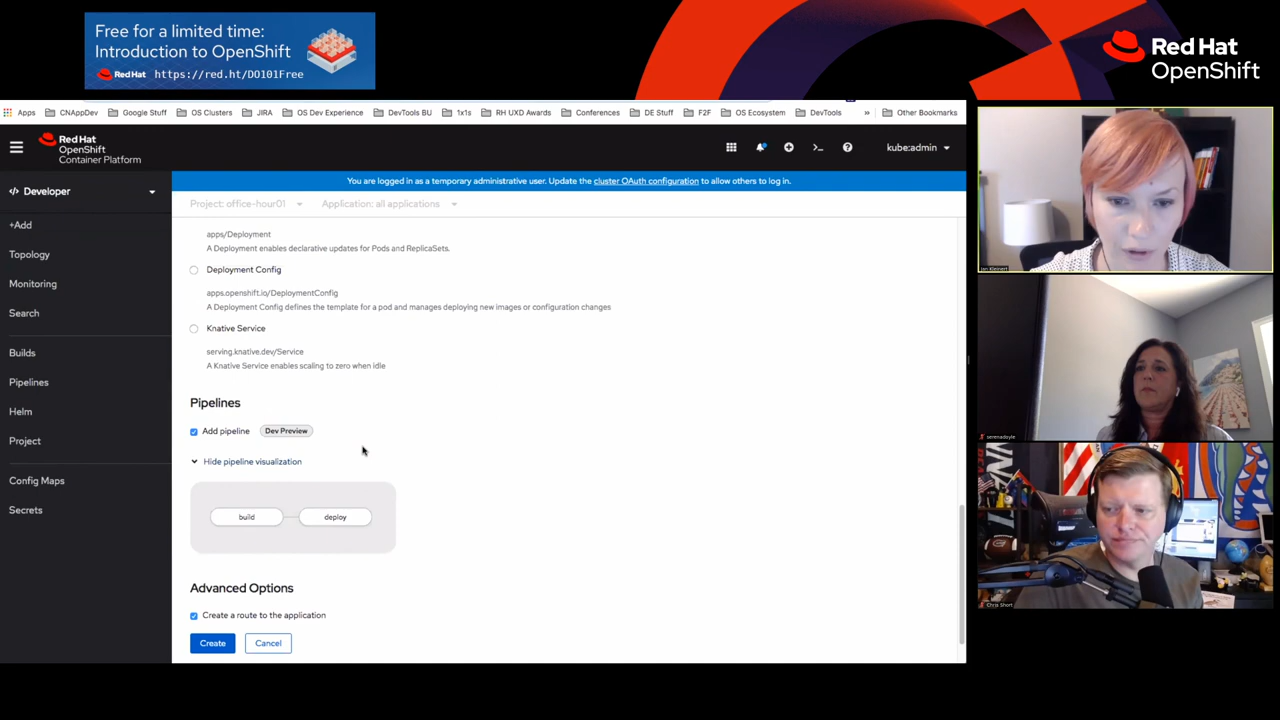 Free for a limited time:
Introduction to OpenShift
Red Hat https://red.ht/DO101Free
Red Hat
OpenShift
Apps CNAppDev Google Stuff OS Clusters JIRA OS Dev Experience DevTools BU 1x1s RH UXD Awards Conferences DE Stuff F2F OS Ecosystem DevTools » Other Bookmarks
Red Hat
OpenShift
Container Platform
kube:admin
Developer
You are logged in as a temporary administrative user. Update the cluster OAuth configuration to allow others to log in.
Project: office-hour01 Application: all applications
+Add
Topology
Monitoring
Search
Builds
Pipelines
Helm
Project
Config Maps
Secrets
apps/Deployment
A Deployment enables declarative updates for Pods and ReplicaSets.
Deployment Config
apps.openshift.io/DeploymentConfig
A Deployment Config defines the template for a pod and manages deploying new images or configuration changes
Knative Service
serving.knative.dev/Service
A Knative Service enables scaling to zero when idle
Pipelines
Add pipeline Dev Preview
Hide pipeline visualization
build deploy
Advanced Options
Create a route to the application
Create Cancel
Jan Kleinert
serenadoyle
Chris Short